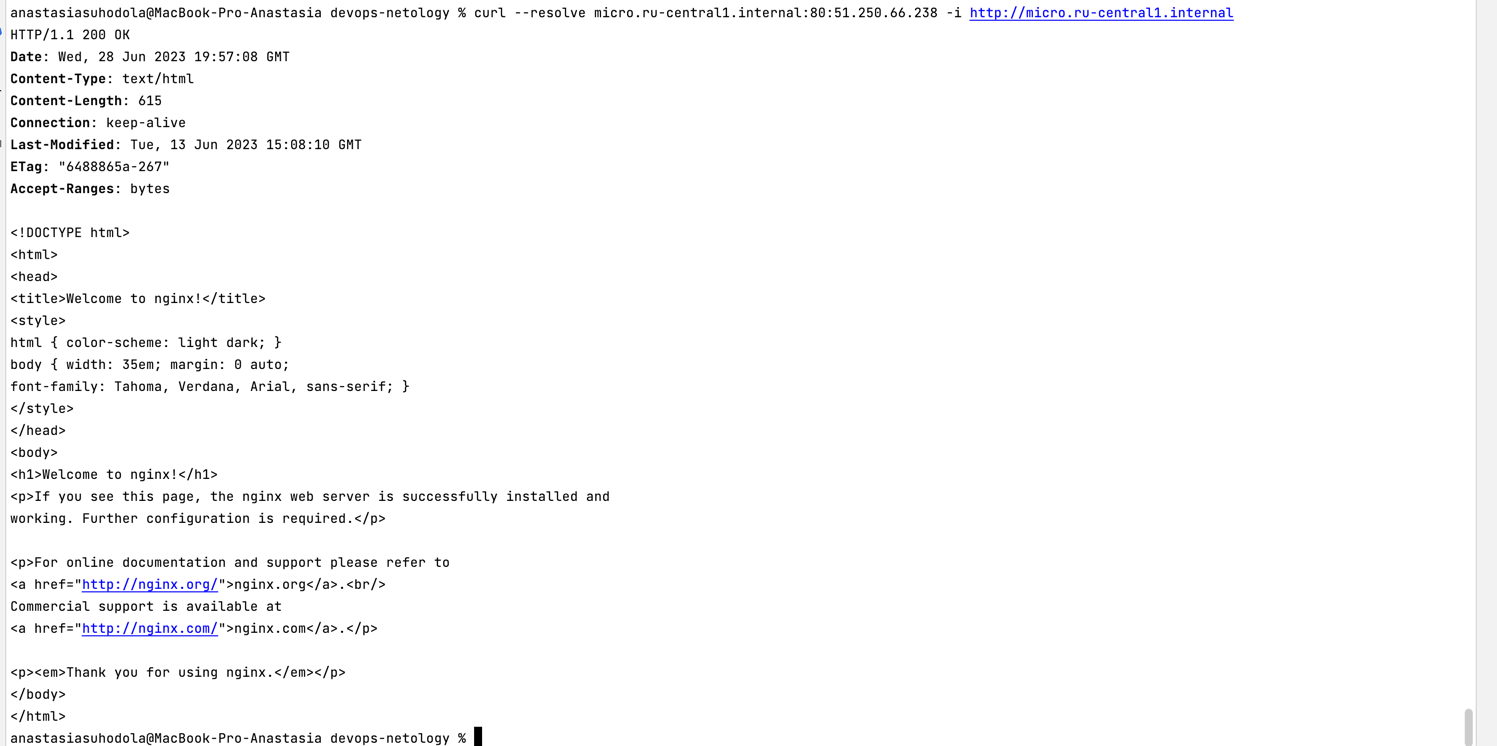 anastasiasuhodola@MacBook-Pro-Anastasia devops-netology % curl --resolve micro.ru-central1.internal:80:51.250.66.238 -i http://micro.ru-central1.internal
HTTP/1.1 200 OK
Date: Wed, 28 Jun 2023 19:57:08 GMT
Content-Type: text/html
Content-Length: 615
Connection: keep-alive
Last-Modified: Tue, 13 Jun 2023 15:08:10 GMT
ETag: "6488865a-267"
Accept-Ranges: bytes

<!DOCTYPE html>
<html>
<head>
<title>Welcome to nginx!</title>
<style>
html { color-scheme: light dark; }
body { width: 35em; margin: 0 auto;
font-family: Tahoma, Verdana, Arial, sans-serif; }
</style>
</head>
<body>
<h1>Welcome to nginx!</h1>
<p>If you see this page, the nginx web server is successfully installed and
working. Further configuration is required.</p>

<p>For online documentation and support please refer to
<a href="http://nginx.org/">nginx.org</a>.<br/>
Commercial support is available at
<a href="http://nginx.com/">nginx.com</a>.</p>

<p><em>Thank you for using nginx.</em></p>
</body>
</html>
anastasiasuhodola@MacBook-Pro-Anastasia devops-netology %